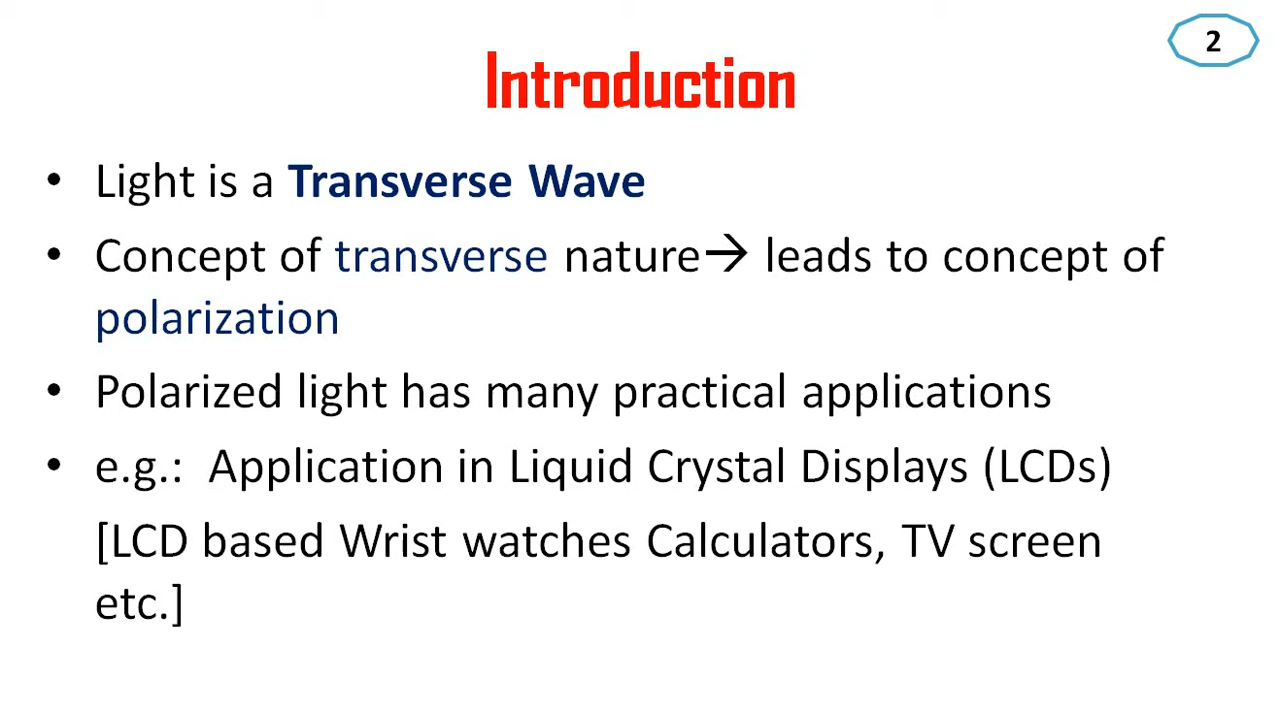 2
Introduction
• Light is a Transverse Wave
• Concept of transverse nature→ leads to concept of
polarization
• Polarized light has many practical applications
• e.g.: Application in Liquid Crystal Displays (LCDs)
[LCD based Wrist watches Calculators, TV screen
etc.]